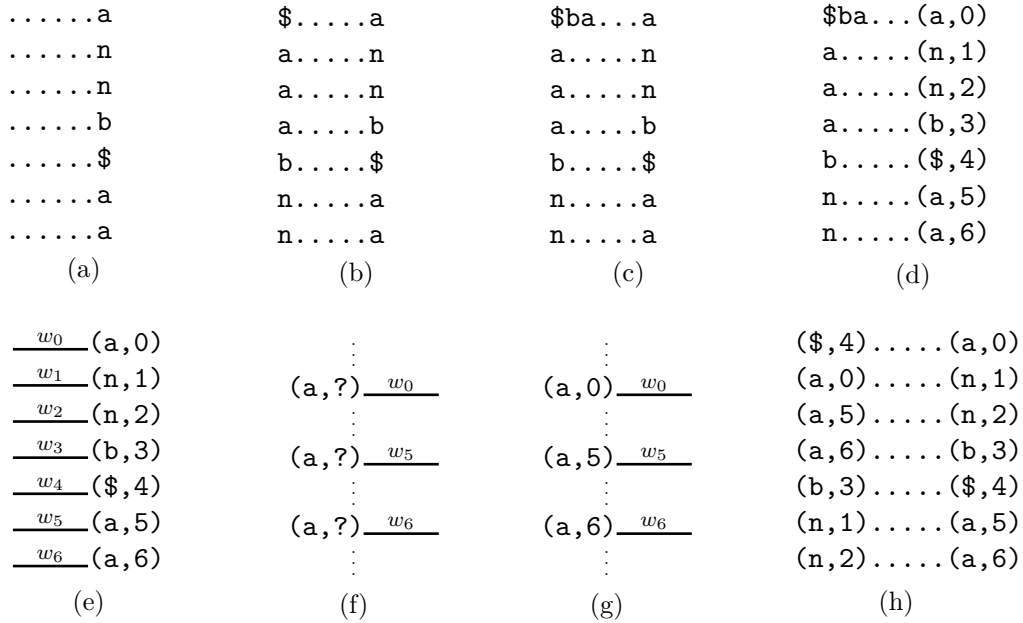 ......a $.....a $ba...a $ba...(a,0)
......n a.....n a.....n a.....(n,1)
......n a.....n a.....n a.....(n,2)
......b a.....b a.....b a.....(b,3)
......$ b.....$ b.....$ b.....($,4)
......a n.....a n.....a n.....(a,5)
......a n.....a n.....a n.....(a,6)
(a) (b) (c) (d)
w0 (a,0) ($,4).....(a,0)
w1 (n,1) (a,?) w0 (a,0) w0 (a,0).....(n,1)
w2 (n,2) (a,5).....(n,2)
w3 (b,3) (a,?) w5 (a,5) w5 (a,6).....(b,3)
w4 ($,4) (b,3).....($,4)
w5 (a,5) (a,?) w6 (a,6) w6 (n,1).....(a,5)
w6 (a,6) (n,2).....(a,6)
(e) (f) (g) (h)